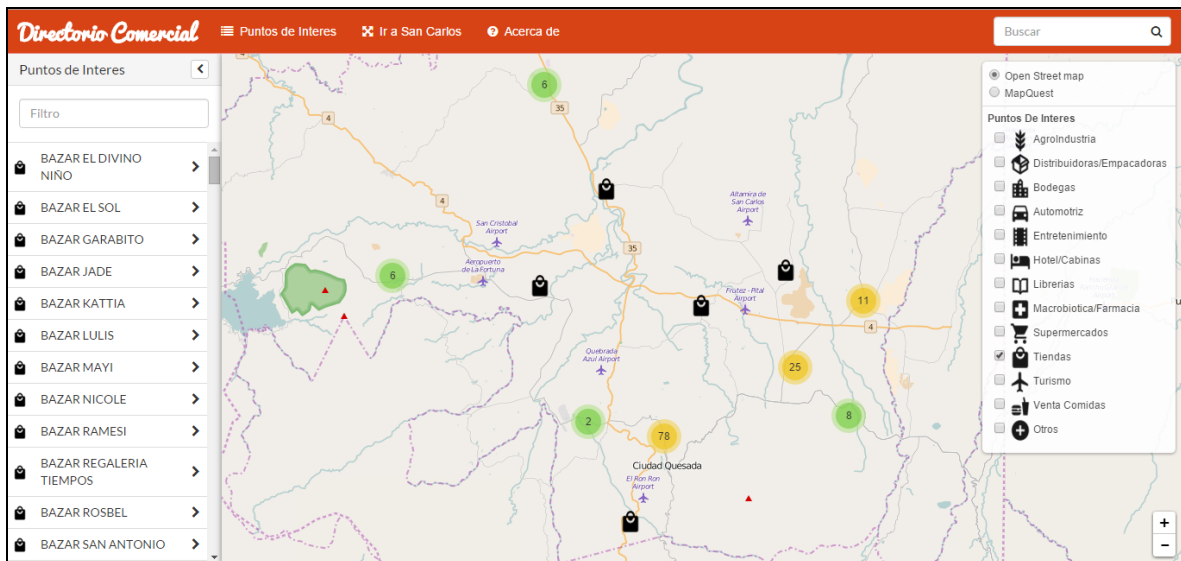 Directorio Comercial
Puntos de Interes
Ir a San Carlos
Acerca de
Buscar
Puntos de Interes
Filtro
BAZAR EL DIVINO
NIÑO
BAZAR EL SOL
BAZAR GARABITO
BAZAR JADE
BAZAR KATTIA
BAZAR LULIS
BAZAR MAYI
BAZAR NICOLE
BAZAR RAMESI
BAZAR REGALERIA
TIEMPOS
BAZAR ROSBEL
BAZAR SAN ANTONIO
4
6
35
4
4
San Cristobal
Airport
Altamira de
San Carlos
Airport
35
Aeropuerto
de La Fortuna
6
Frutez - Pital
Airport
11
4
Quebrada
Azul Airport
25
2
78
8
Ciudad Quesada
El Ron Ron
Airport
Open Street map
MapQuest
Puntos De Interes
AgroIndustria
Distribuidoras/Empacadoras
Bodegas
Automotriz
Entretenimiento
Hotel/Cabinas
Librerias
Macrobiotica/Farmacia
Supermercados
Tiendas
Turismo
Venta Comidas
Otros
+
−